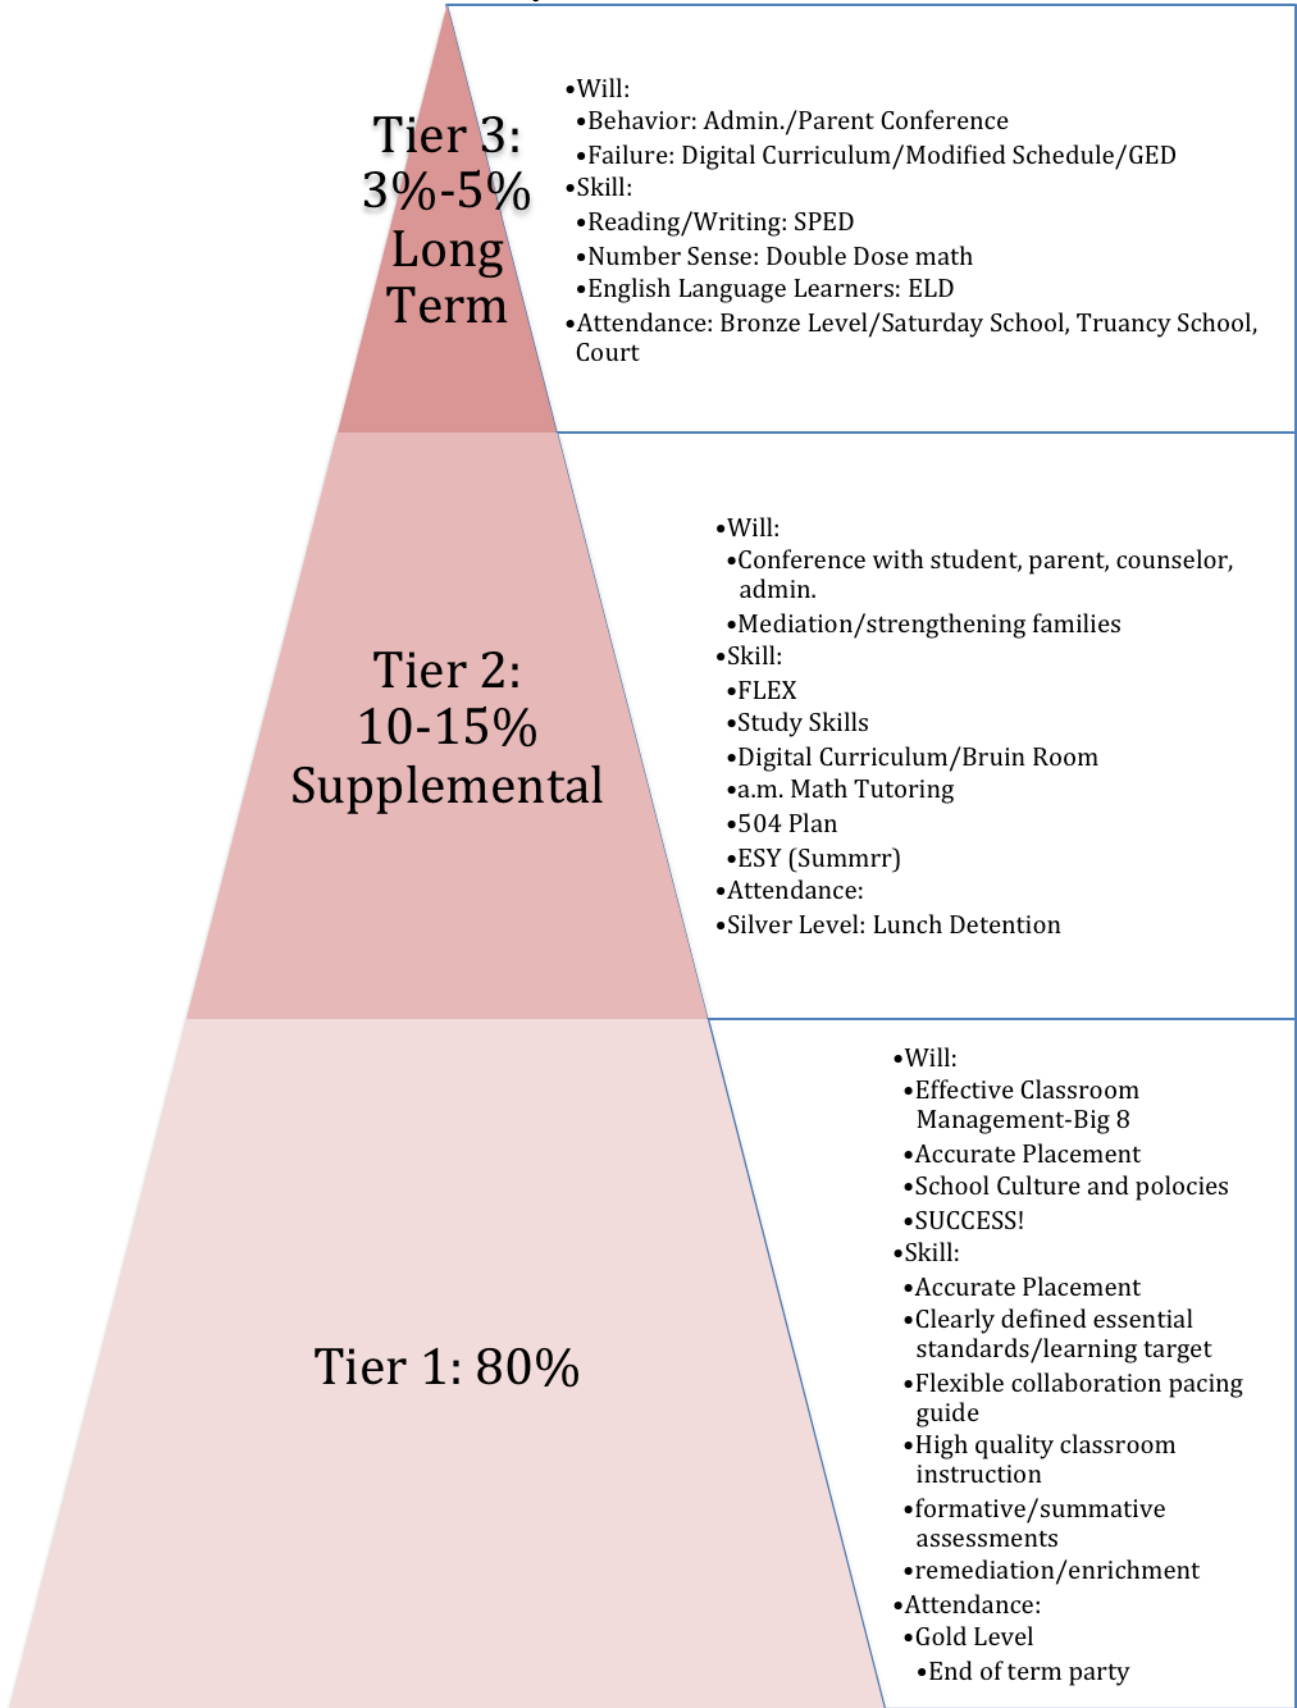 Tier 3:
3%-5%
Long
Term
•Will:
•Behavior: Admin./Parent Conference
•Failure: Digital Curriculum/Modified Schedule/GED
•Skill:
•Reading/Writing: SPED
•Number Sense: Double Dose math
•English Language Learners: ELD
•Attendance: Bronze Level/Saturday School, Truancy School,
Court
Tier 2:
10-15%
Supplemental
•Will:
•Conference with student, parent, counselor,
admin.
•Mediation/strengthening families
•Skill:
•FLEX
•Study Skills
•Digital Curriculum/Bruin Room
•a.m. Math Tutoring
•504 Plan
•ESY (Summrr)
•Attendance:
•Silver Level: Lunch Detention
Tier 1: 80%
•Will:
•Effective Classroom
Management-Big 8
•Accurate Placement
•School Culture and polocies
•SUCCESS!
•Skill:
•Accurate Placement
•Clearly defined essential
standards/learning target
•Flexible collaboration pacing
guide
•High quality classroom
instruction
•formative/summative
assessments
•remediation/enrichment
•Attendance:
•Gold Level
•End of term party